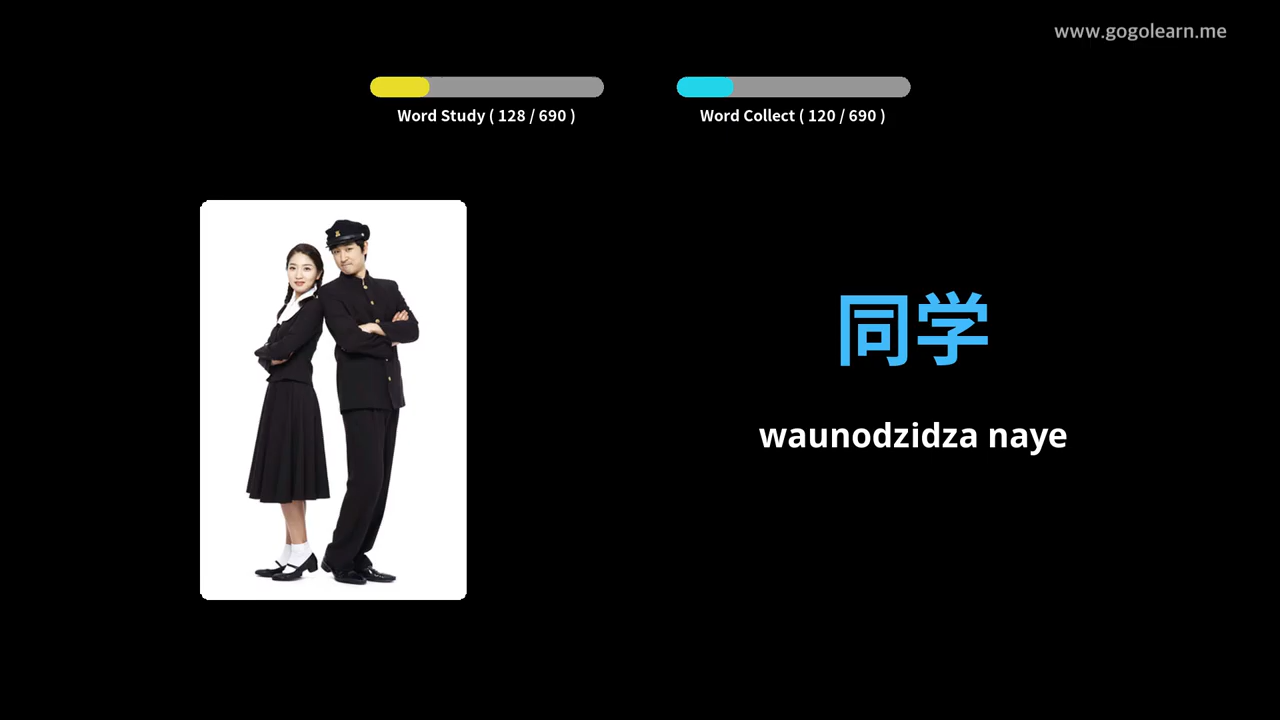 www.gogolearn.me
Word Study ( 128 / 690 )
Word Collect ( 120 / 690 )
同学
waunodzidza naye